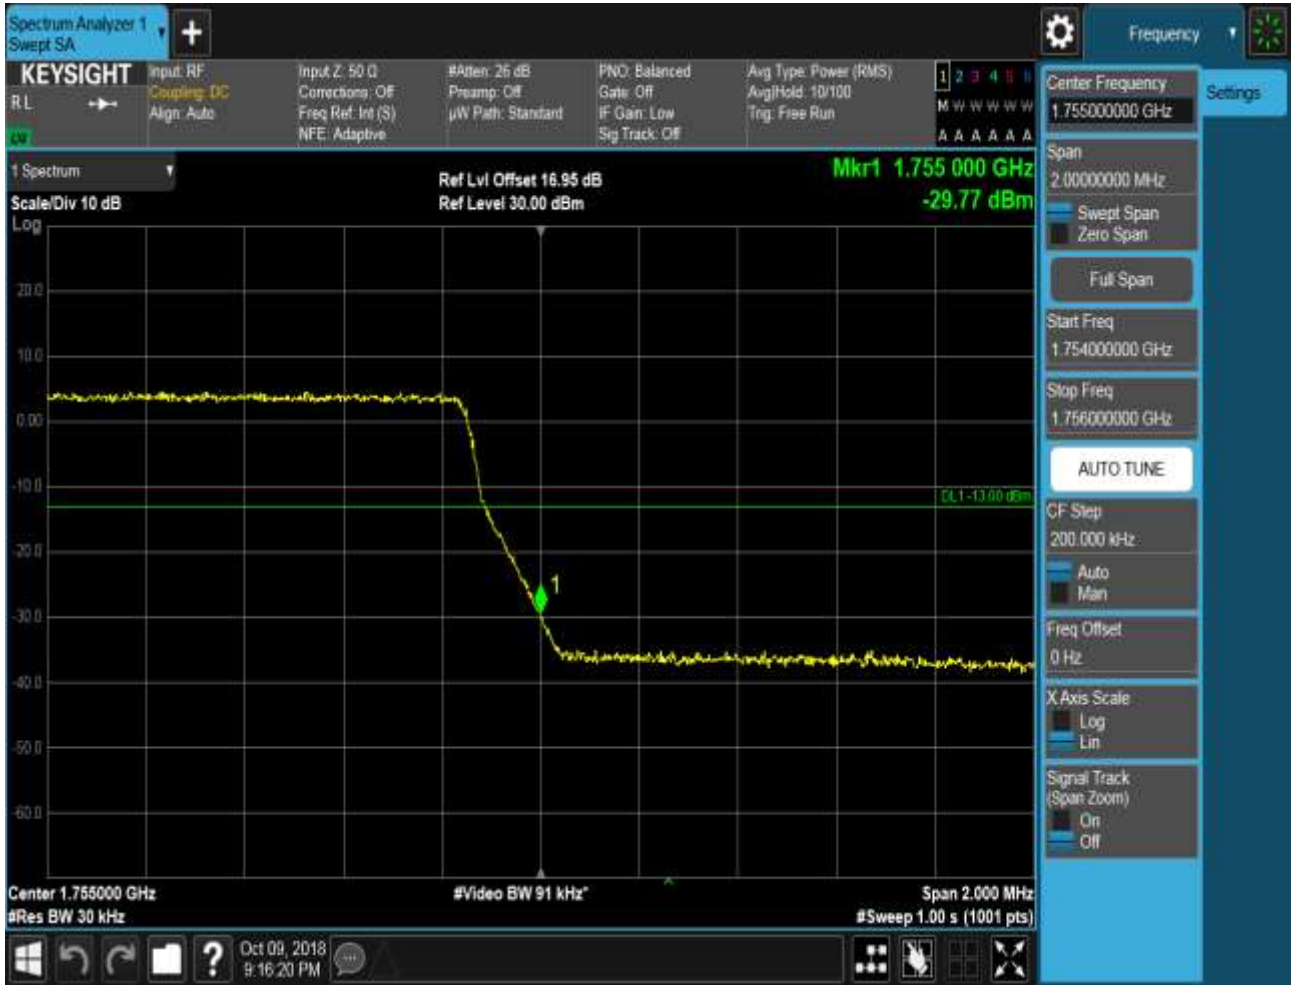 Spectrum Analyzer 1
Swept SA
+
Frequency
KEYSIGHT
R L
Input: RF
Coupling: DC
Align: Auto
Input Z: 50 Ω
Corrections: Off
Freq Ref: Int (S)
NFE: Adaptive
#Atten: 26 dB
Preamp: Off
µW Path: Standard
PNO: Balanced
Gate: Off
IF Gain: Low
Sig Track: Off
Avg Type: Power (RMS)
Avg|Hold: 10/100
Trig: Free Run
1 2 3 4 5 6
M W W W W W
A A A A A A
1 Spectrum
Scale/Div 10 dB
Log
Ref Lvl Offset 16.95 dB
Ref Level 30.00 dBm
Mkr1 1.755 000 GHz
-29.77 dBm
20.0
10.0
0.00
-10.0
-20.0
-30.0
-40.0
-50.0
-60.0
DL1 -13.00 dBm
1
Center 1.755000 GHz
#Res BW 30 kHz
#Video BW 91 kHz*
Span 2.000 MHz
#Sweep 1.00 s (1001 pts)
Center Frequency
1.755000000 GHz
Settings
Span
2.00000000 MHz
Swept Span
Zero Span
Full Span
Start Freq
1.754000000 GHz
Stop Freq
1.756000000 GHz
AUTO TUNE
CF Step
200.000 kHz
Auto
Man
Freq Offset
0 Hz
X Axis Scale
Log
Lin
Signal Track
(Span Zoom)
On
Off
?
Oct 09, 2018
9:16:20 PM